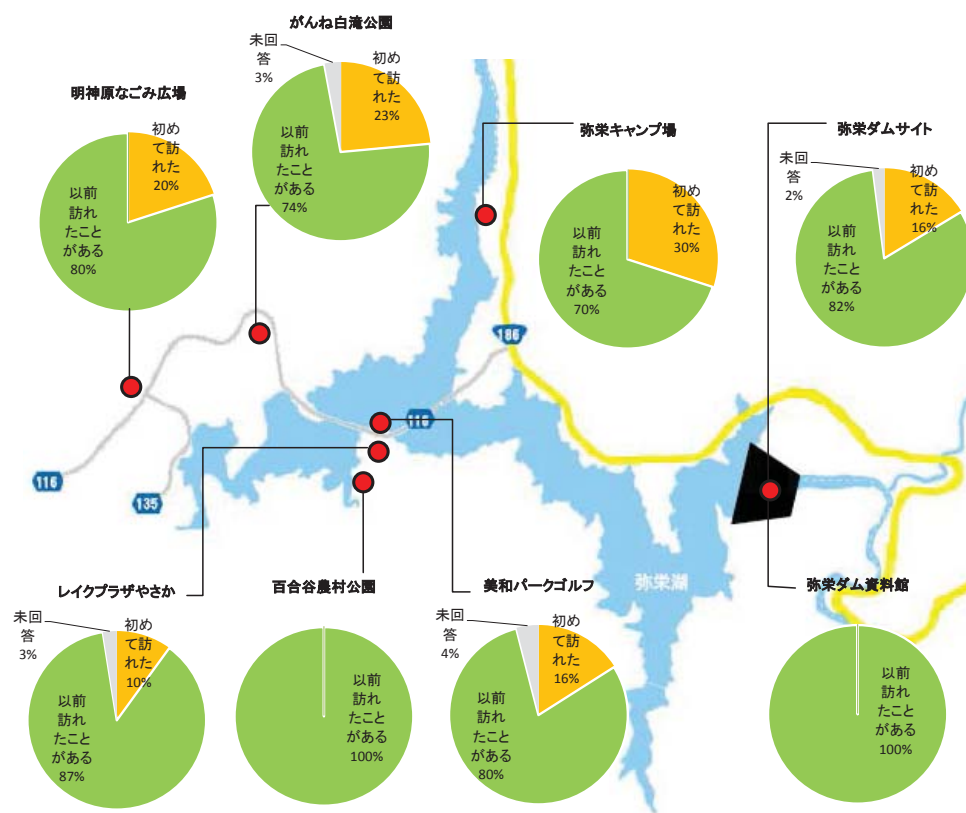 がんね白滝公園
未回
答
3%
初め
て訪
れた
23%
以前
訪れ
たこと
がある
74%
明神原なごみ広場
初め
て訪
れた
20%
以前
訪れ
たこと
がある
80%
弥栄キャンプ場
初め
て訪
れた
30%
以前
訪れ
たこと
がある
70%
弥栄ダムサイト
未回
答
2%
初め
て訪
れた
16%
以前
訪れ
たこと
がある
82%
186
116
116
135
弥栄湖
レイクプラザやさか
未回
答
3%
初め
て訪
れた
10%
以前
訪れ
たこと
がある
87%
百合谷農村公園
以前
訪れ
たこと
がある
100%
美和パークゴルフ
未回
答
4%
初め
て訪
れた
16%
以前
訪れ
たこと
がある
80%
弥栄ダム資料館
以前
訪れ
たこと
がある
100%